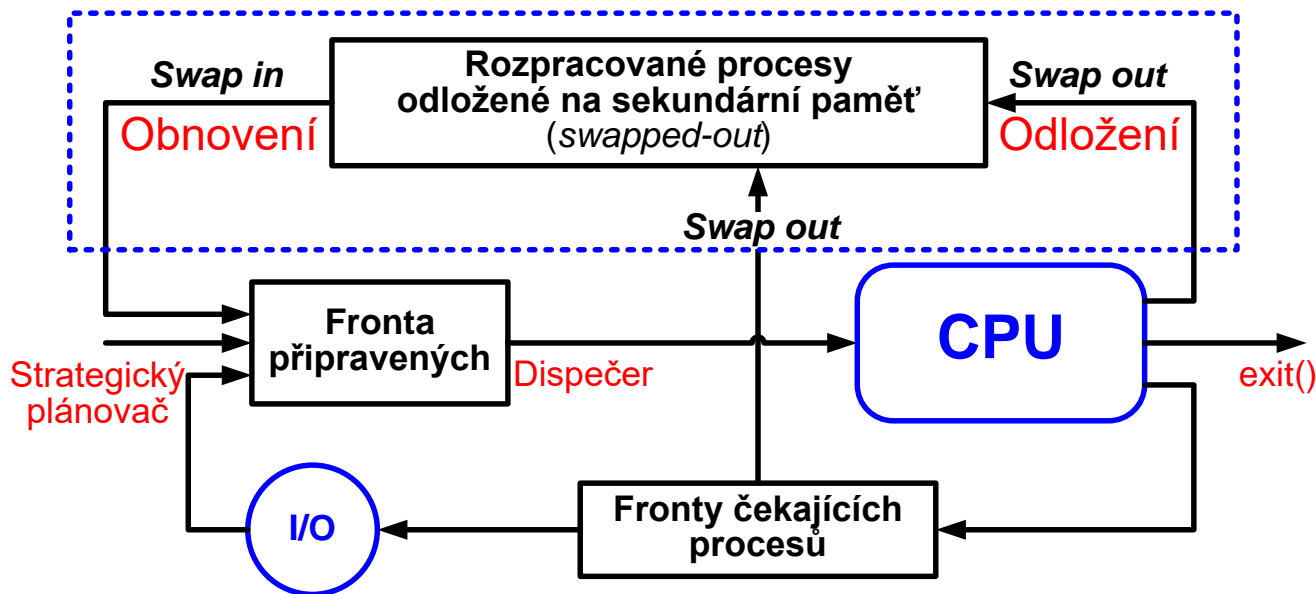 Swap in
Obnovení
Rozpracované procesy
odložené na sekundární paměť
(swapped-out)
Swap out
Odložení
Swap out
Strategický
plánovač
Fronta
připravených
Dispečer
CPU
exit()
I/O
Fronty čekajících
procesů